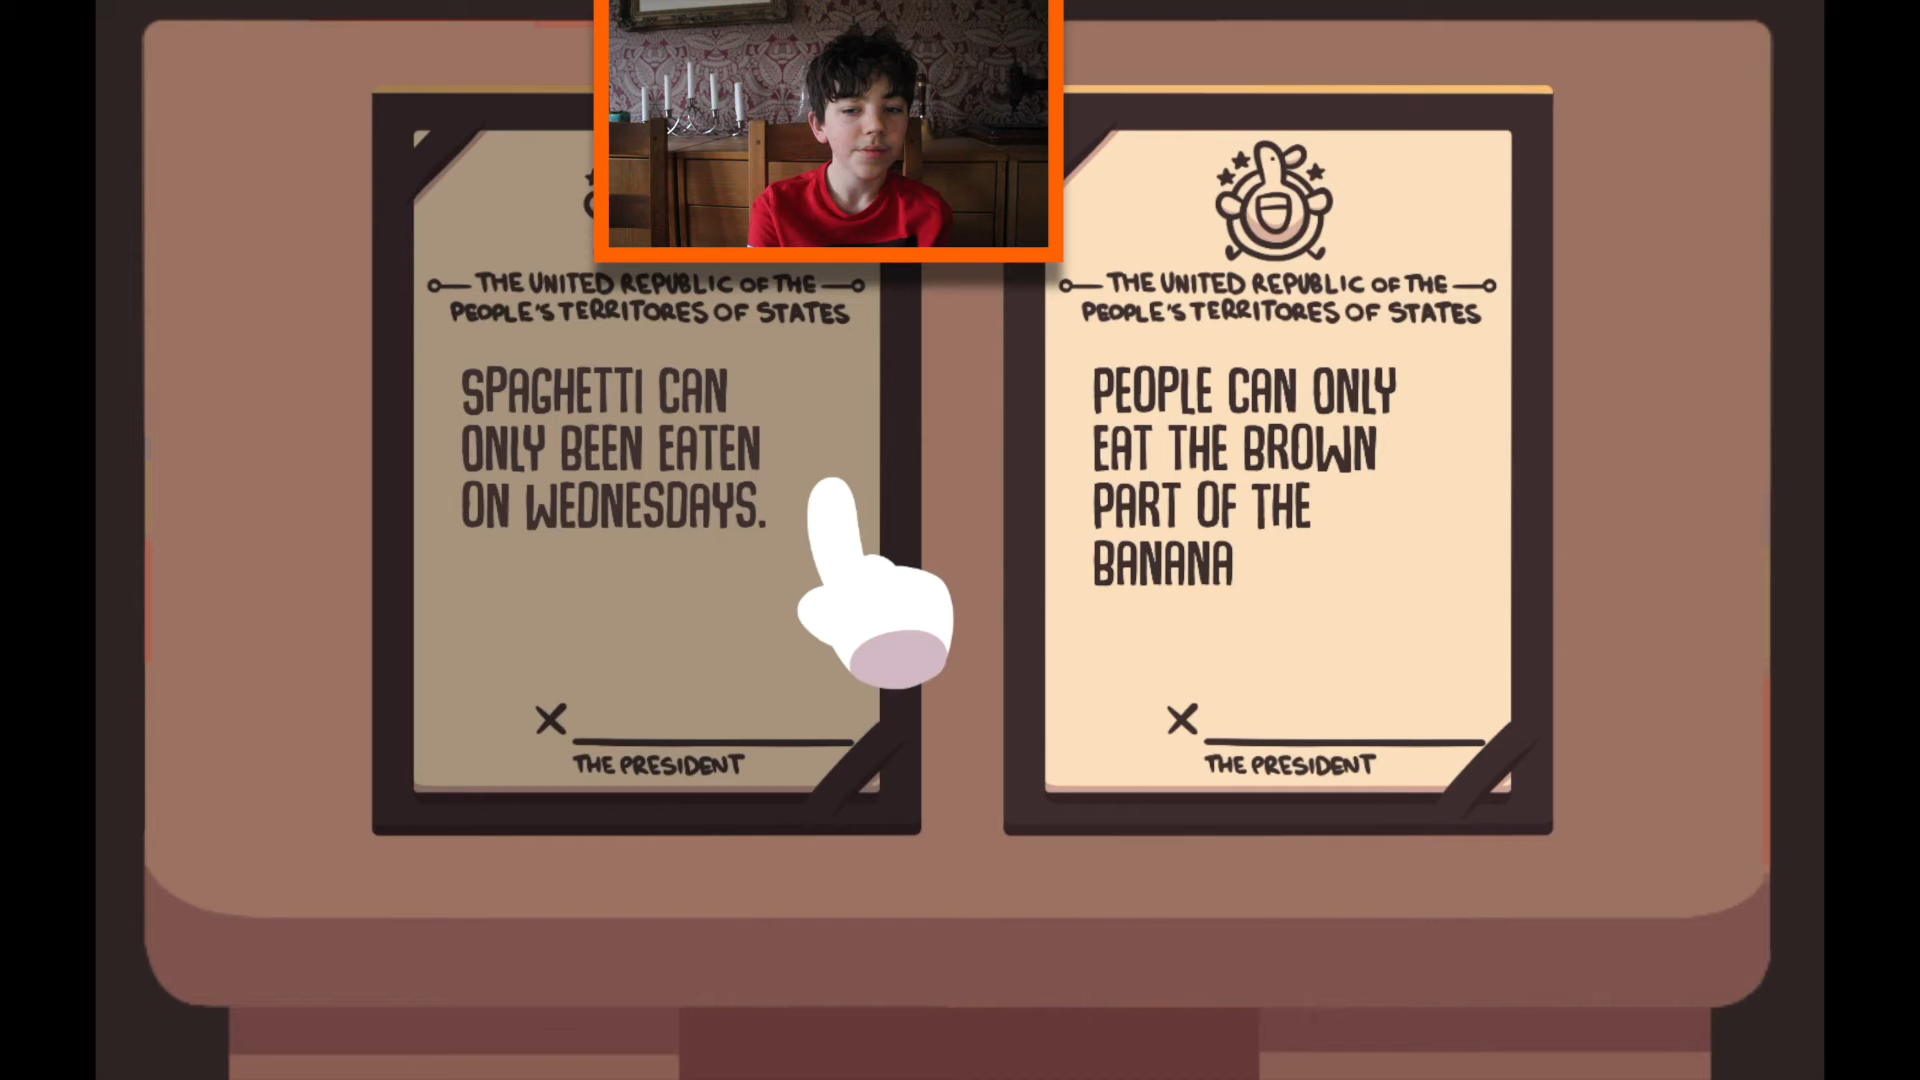 THE UNITED REPUBLIC OF THE
PEOPLE'S TERRITORES OF STATES
SPAGHETTI CAN
ONLY BEEN EATEN
ON WEDNESDAYS.
X
THE PRESIDENT
THE UNITED REPUBLIC OF THE
PEOPLE'S TERRITORES OF STATES
PEOPLE CAN ONLY
EAT THE BROWN
PART OF THE
BANANA
X
THE PRESIDENT